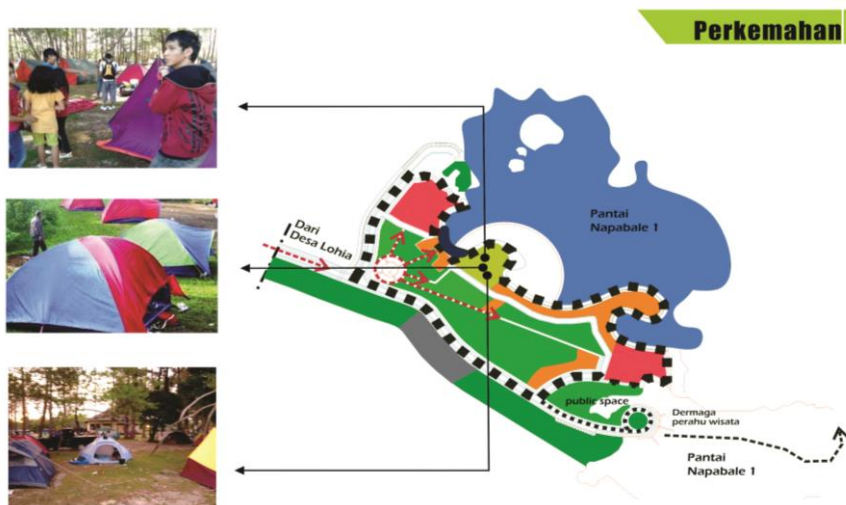 Perkemahan
Dari
Desa Lohia
Pantai
Napabale 1
public space
Dermaga
perahu wisata
Pantai
Napabale 1